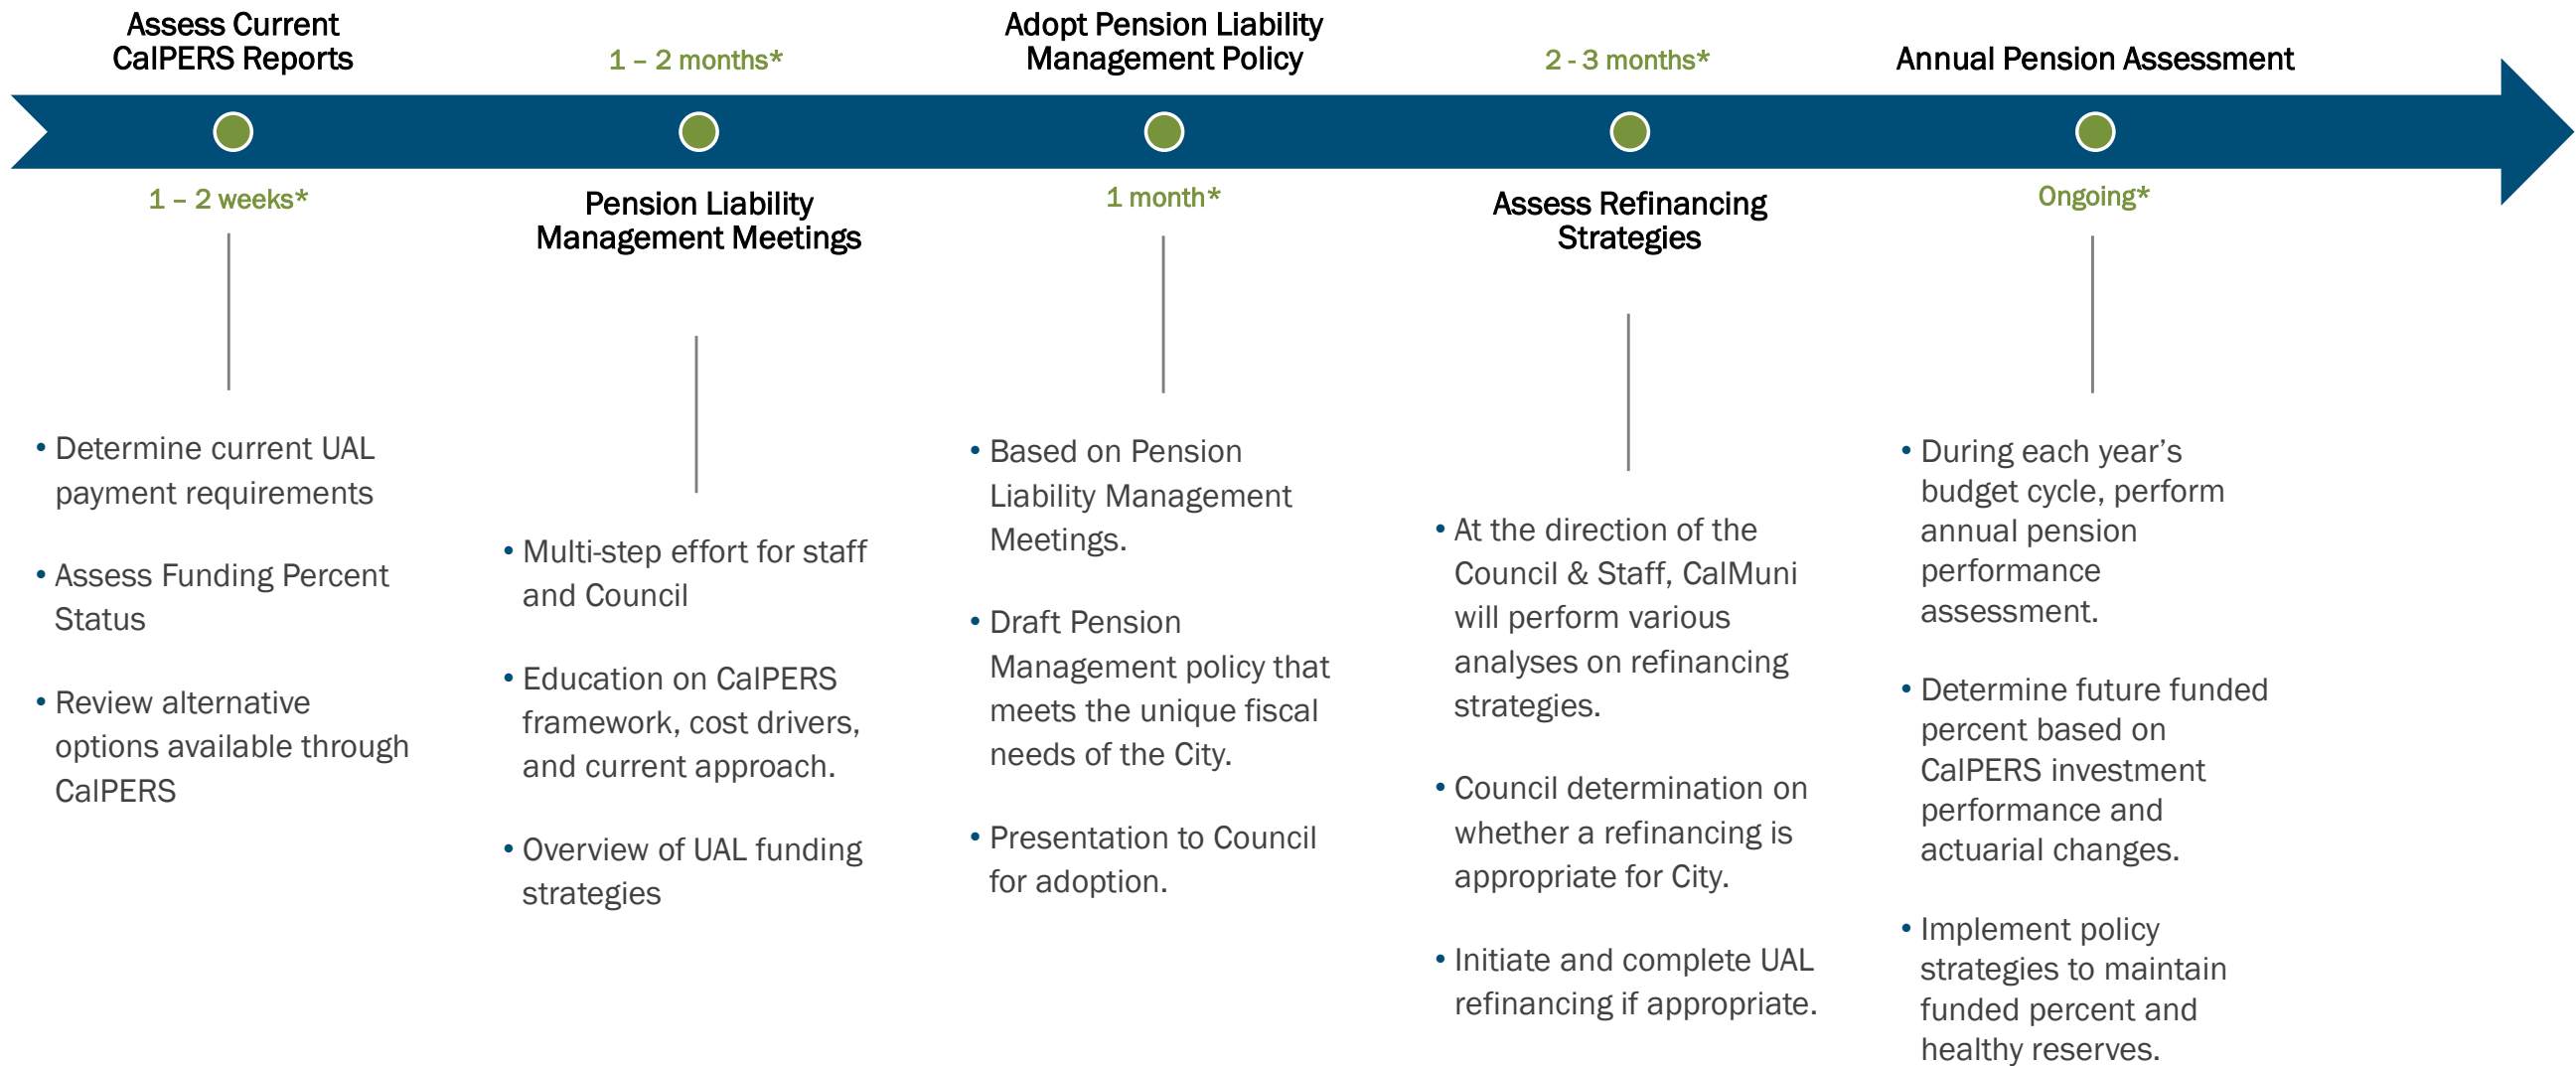 Assess Current
CalPERS Reports
1 – 2 weeks*
• Determine current UAL
payment requirements
• Assess Funding Percent
Status
• Review alternative
options available through
CalPERS
1 – 2 months*
Pension Liability
Management Meetings
• Multi-step effort for staff
and Council
• Education on CalPERS
framework, cost drivers,
and current approach.
• Overview of UAL funding
strategies
Adopt Pension Liability
Management Policy
1 month*
• Based on Pension
Liability Management
Meetings.
• Draft Pension
Management policy that
meets the unique fiscal
needs of the City.
• Presentation to Council
for adoption.
2 - 3 months*
Assess Refinancing
Strategies
• At the direction of the
Council & Staff, CalMuni
will perform various
analyses on refinancing
strategies.
• Council determination on
whether a refinancing is
appropriate for City.
• Initiate and complete UAL
refinancing if appropriate.
Annual Pension Assessment
Ongoing*
• During each year’s
budget cycle, perform
annual pension
performance
assessment.
• Determine future funded
percent based on
CalPERS investment
performance and
actuarial changes.
• Implement policy
strategies to maintain
funded percent and
healthy reserves.